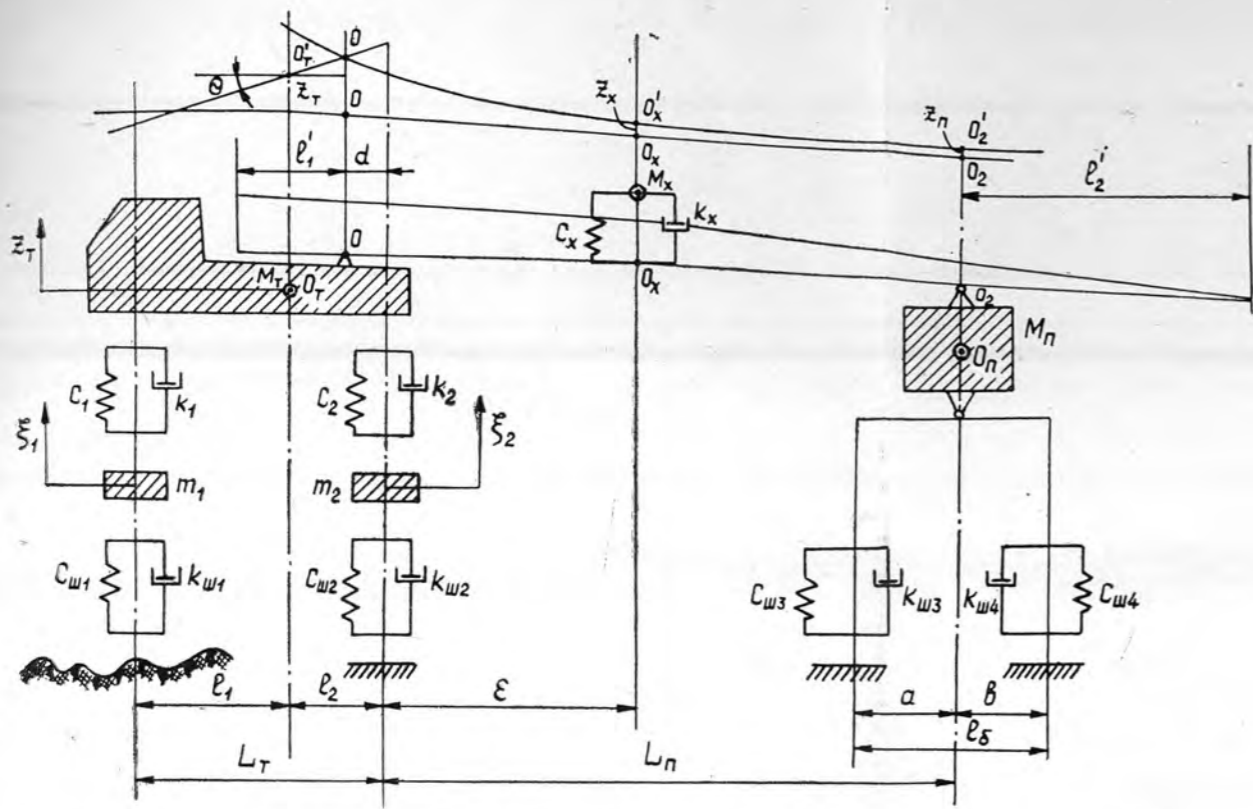 O
O'т
θ
zт
O
zx
O'x
Ox
zп
O'2
O2
l'1
d
l'2
Mx
Cx
kx
O
zт
Mт
Oт
Ox
O2
Mп
Oп
C1
k1
C2
k2
ξ1
ξ2
m1
m2
Cш1
kш1
Cш2
kш2
Cш3
kш3
kш4
Cш4
l1
l2
ε
a
в
lб
Lт
Lп